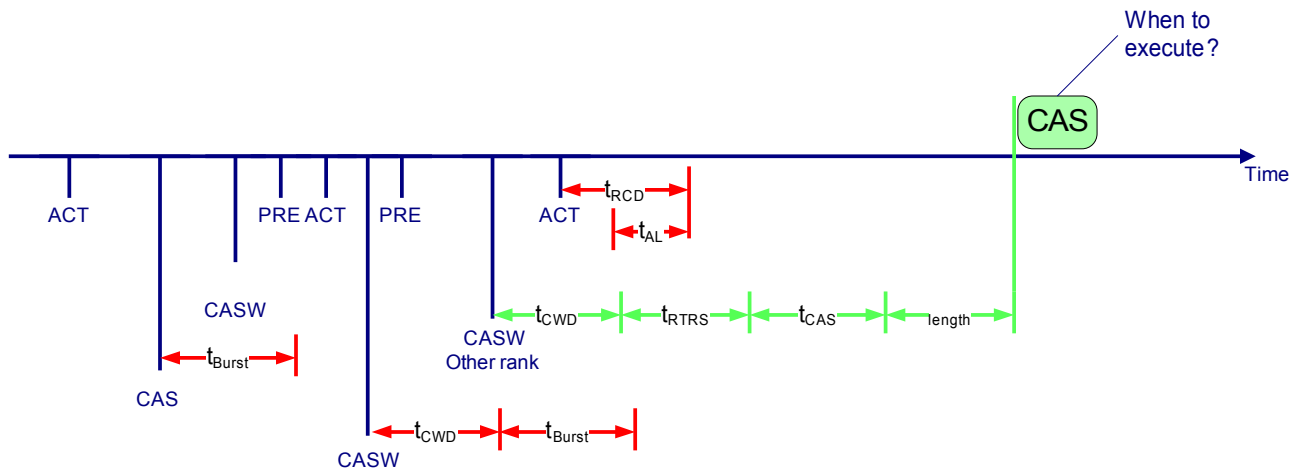 When to
execute?
CAS
Time
tRCD
ACT
PRE ACT
PRE
ACT
tAL
CASW
tCWD
tRTRS
tCAS
length
CASW
Other rank
tBurst
CAS
tCWD
tBurst
CASW